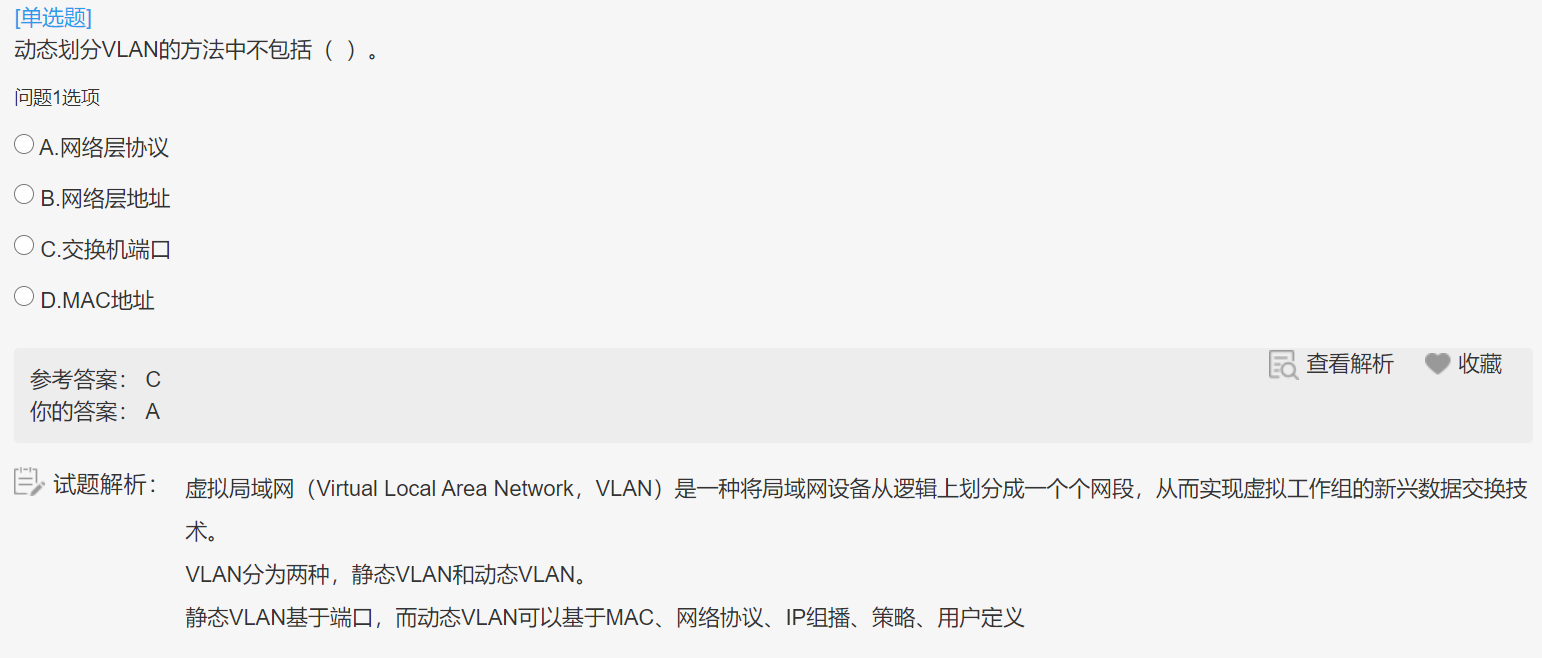 [单选题]
动态划分VLAN的方法中不包括（  ）。
问题1选项
A.网络层协议
B.网络层地址
C.交换机端口
D.MAC地址
查看解析 收藏
参考答案： C
你的答案： A
试题解析： 虚拟局域网（Virtual Local Area Network，VLAN）是一种将局域网设备从逻辑上划分成一个个网段，从而实现虚拟工作组的新兴数据交换技
术。
VLAN分为两种，静态VLAN和动态VLAN。
静态VLAN基于端口，而动态VLAN可以基于MAC、网络协议、IP组播、策略、用户定义